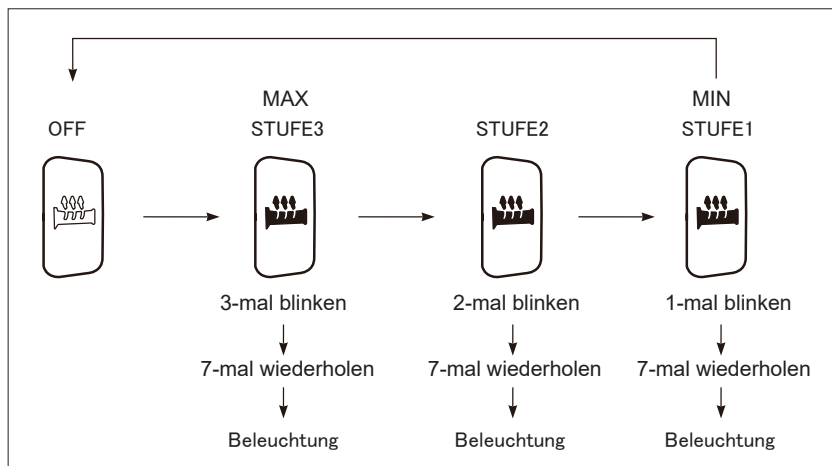 MAX
MIN
OFF
STUFE3
STUFE2
STUFE1
3-mal blinken
2-mal blinken
1-mal blinken
7-mal wiederholen
7-mal wiederholen
7-mal wiederholen
Beleuchtung
Beleuchtung
Beleuchtung